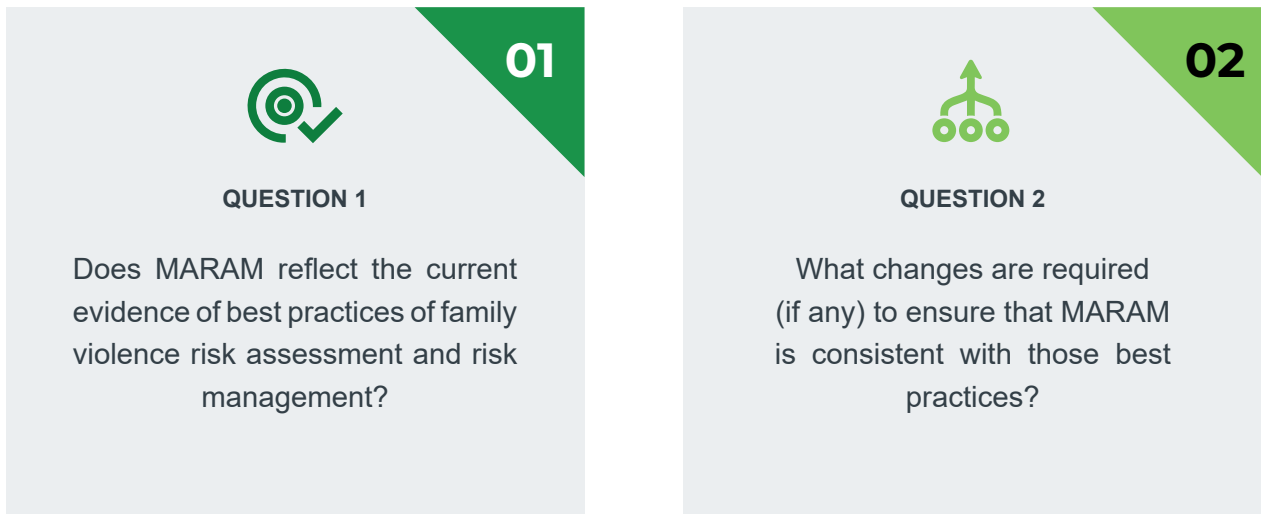 01
QUESTION 1
Does MARAM reflect the current
evidence of best practices of family
violence risk assessment and risk
management?
02
QUESTION 2
What changes are required
(if any) to ensure that MARAM
is consistent with those best
practices?